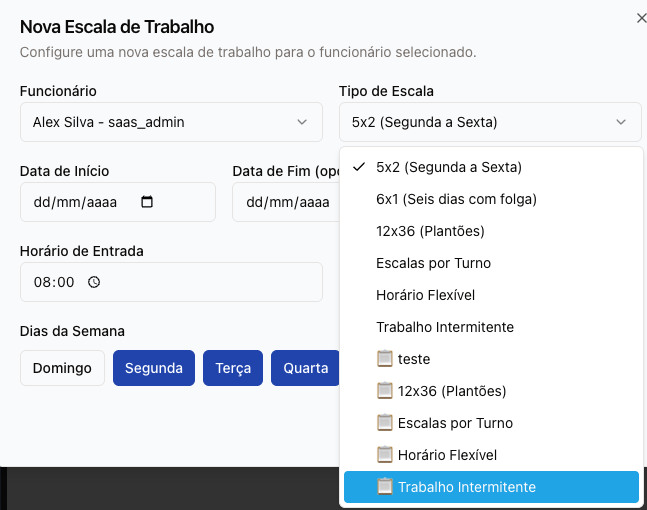 Nova Escala de Trabalho
Configure uma nova escala de trabalho para o funcionário selecionado.
Funcionário
Tipo de Escala
Alex Silva - saas_admin
5x2 (Segunda a Sexta)
Data de Início
Data de Fim (opc
dd/mm/aaaa
dd/mm/aaaa
Horário de Entrada
08:00
Dias da Semana
Domingo
Segunda
Terça
Quarta
5x2 (Segunda a Sexta)
6x1 (Seis dias com folga)
12x36 (Plantões)
Escalas por Turno
Horário Flexível
Trabalho Intermitente
teste
12x36 (Plantões)
Escalas por Turno
Horário Flexível
Trabalho Intermitente